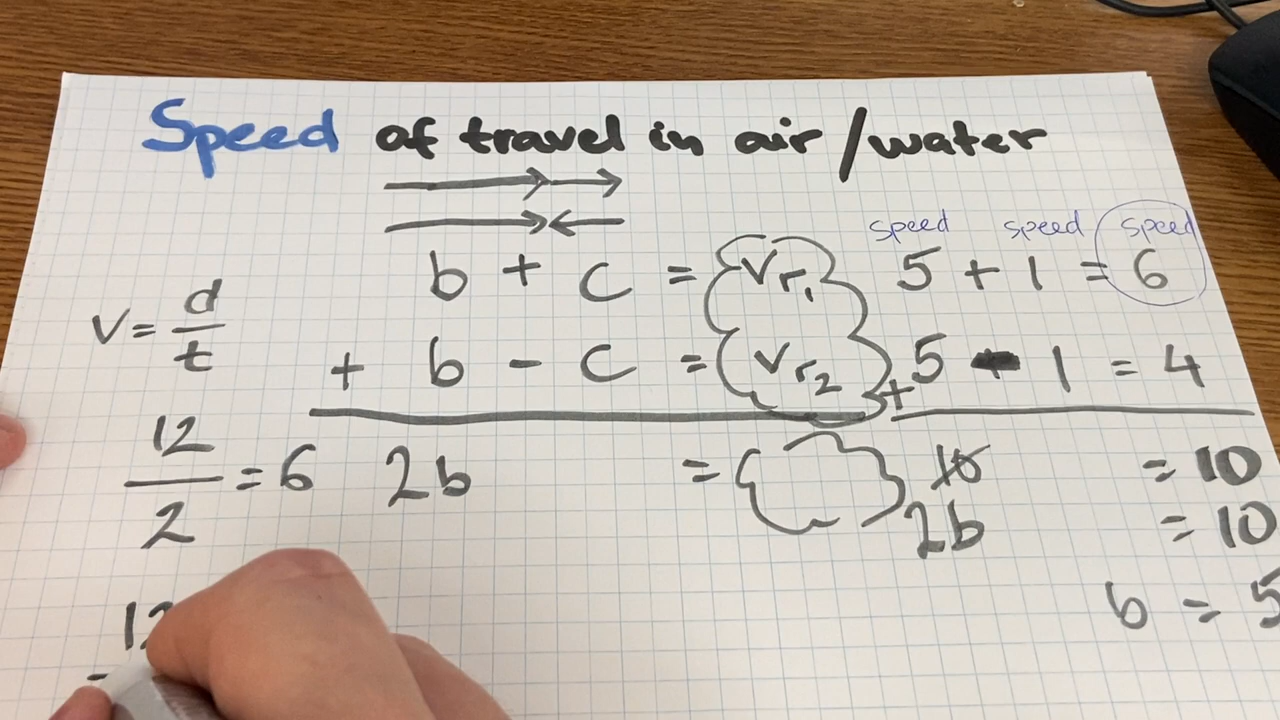 Speed of travel in air/water
speed speed speed
b + c = Vr₁ 5 + 1 = 6
V = d/t
+ b - c = Vr₂ + 5 - 1 = 4
12/2 = 6 2b = 10 = 10
2b = 10
b = 5
12